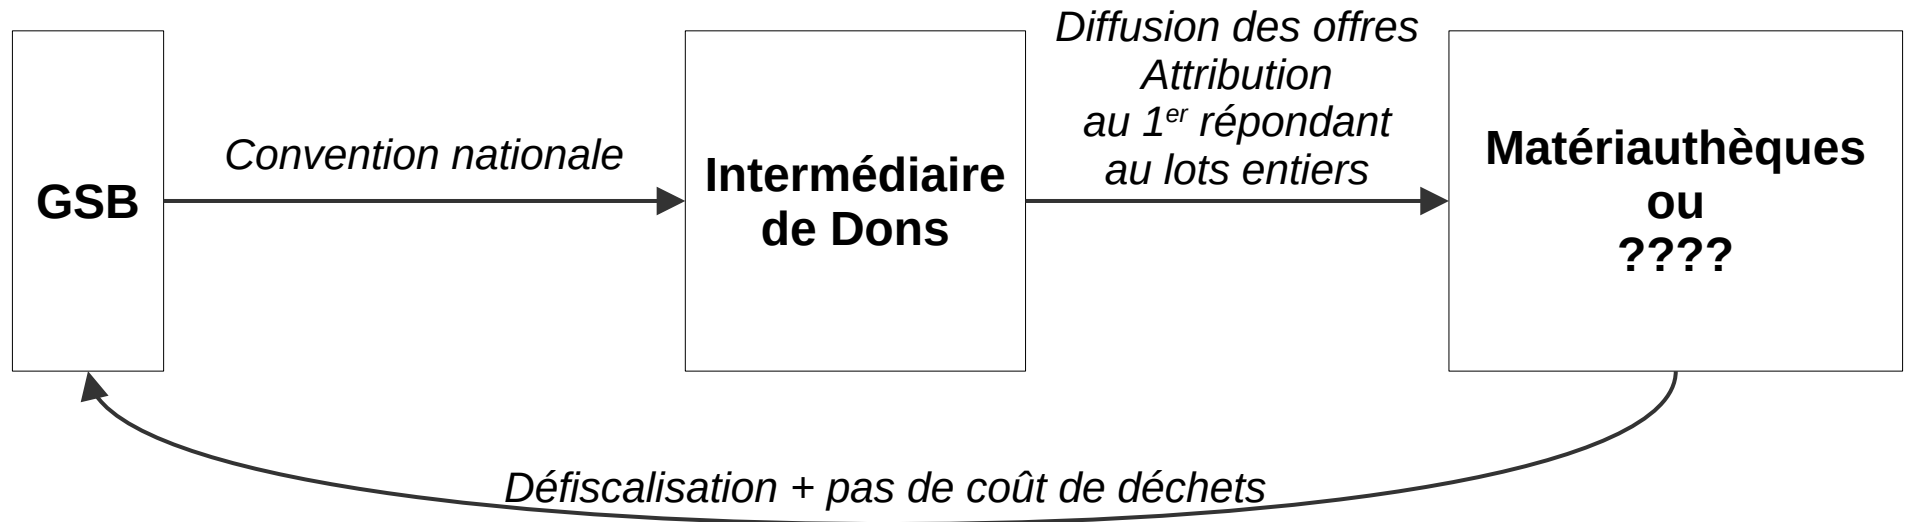 GSB
Convention nationale
Intermédiaire
de Dons
Diffusion des offres
Attribution
au 1er répondant
au lots entiers
Matériauthèques
ou
????
Défiscalisation + pas de coût de déchets